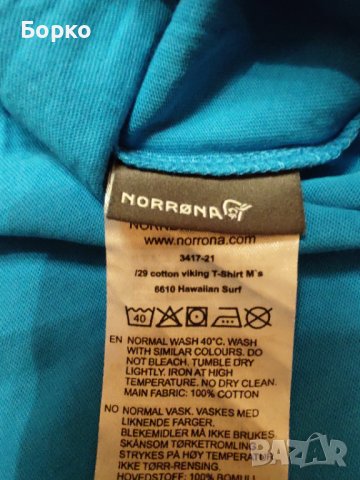 Борко
NORRØNA
www.norrona.com
3417-21
/29 cotton viking T-Shirt M`s
6610 Hawaiian Surf
40
EN NORMAL WASH 40°C. WASH
WITH SIMILAR COLOURS. DO
NOT BLEACH. TUMBLE DRY
LIGHTLY. IRON AT HIGH
TEMPERATURE. NO DRY CLEAN.
MAIN FABRIC: 100% COTTON
NO NORMAL VASK. VASKES MED
LIKNENDE FARGER.
BLEKEMIDLER MÅ IKKE BRUKES
SKÅNSOM TØRKETROMLING.
STRYKES PÅ HØY TEMPERATUR
IKKE TØRR-RENSING.
HOVEDSTOFF: 100% BOMULL
BAZAR